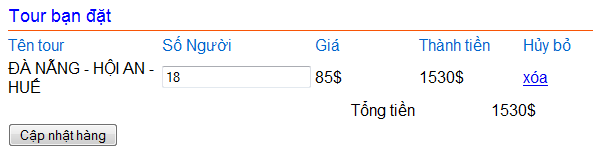 Tour bạn đặt
Tên tour Số Người Giá Thành tiền Hủy bỏ
ĐÀ NẴNG - HỘI AN -
HUẾ 18 85$ 1530$ xóa
Tổng tiền 1530$
Cập nhật hàng